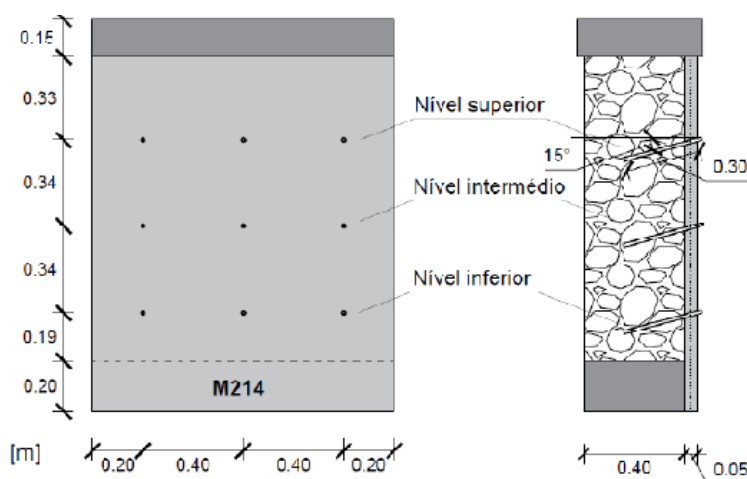 0.15
0.33
0.34
0.34
0.19
0.20
M214
[m]
0.20 0.40 0.40 0.20
Nível superior
Nível intermédio
Nível inferior
15°
0.30
0.40
0.05